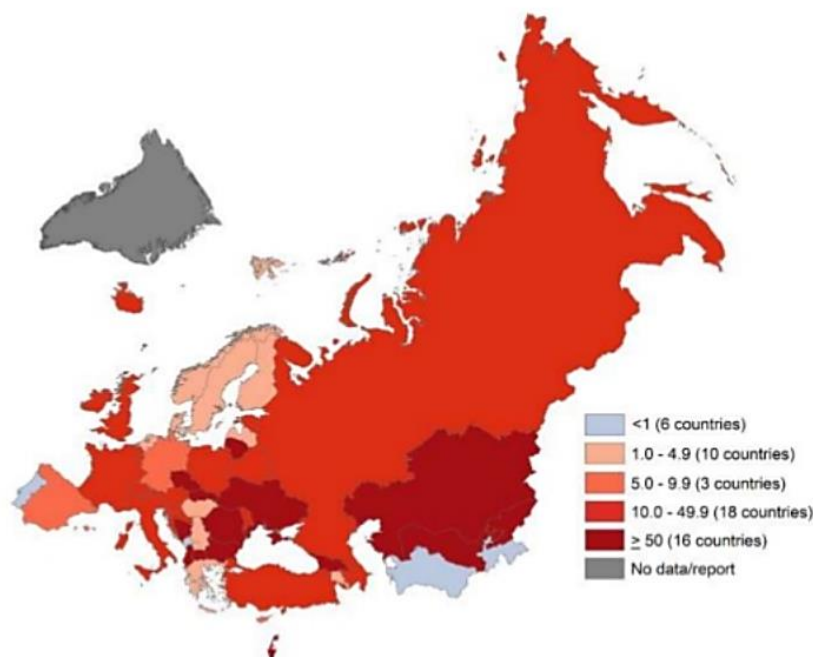 <1 (6 countries)
1.0 - 4.9 (10 countries)
5.0 - 9.9 (3 countries)
10.0 - 49.9 (18 countries)
≥ 50 (16 countries)
No data/report